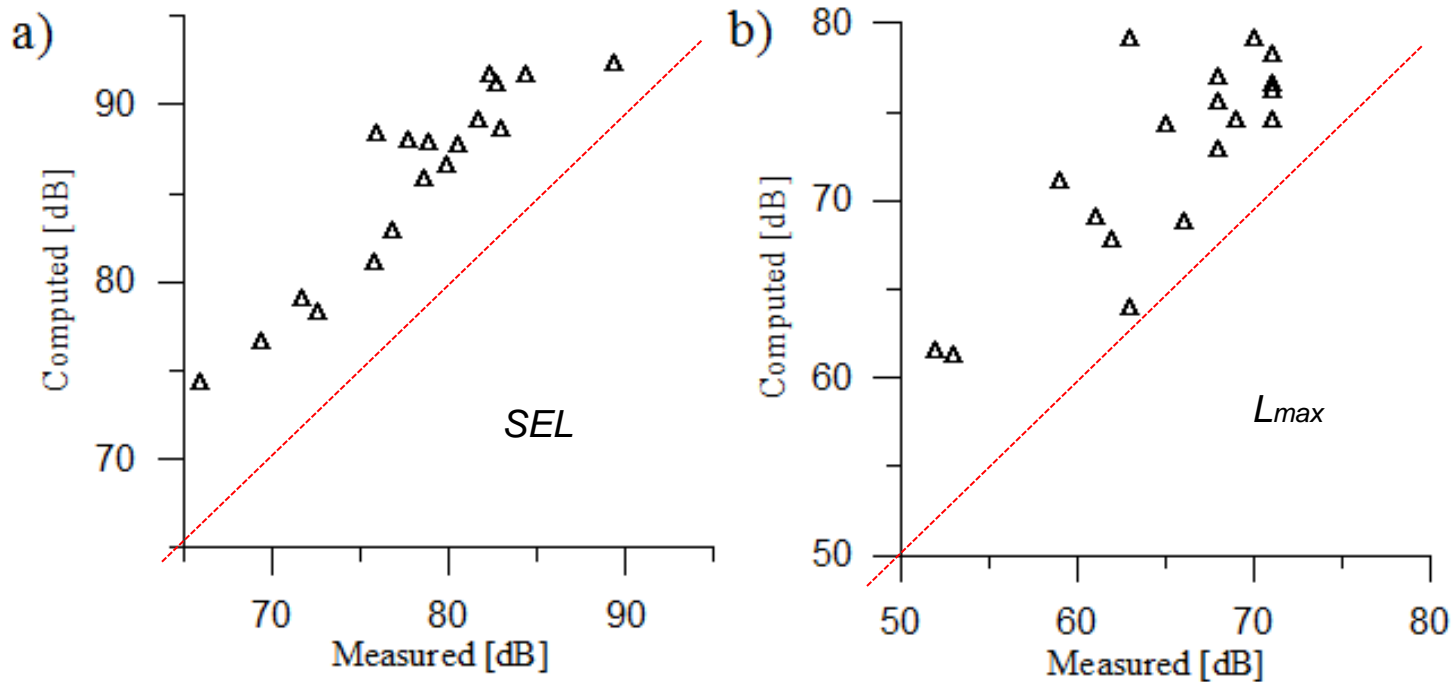 a)
90
80
70
Computed [dB]
SEL
70 80 90
Measured [dB]
b)
80
70
60
50
Computed [dB]
Lmax
50 60 70 80
Measured [dB]